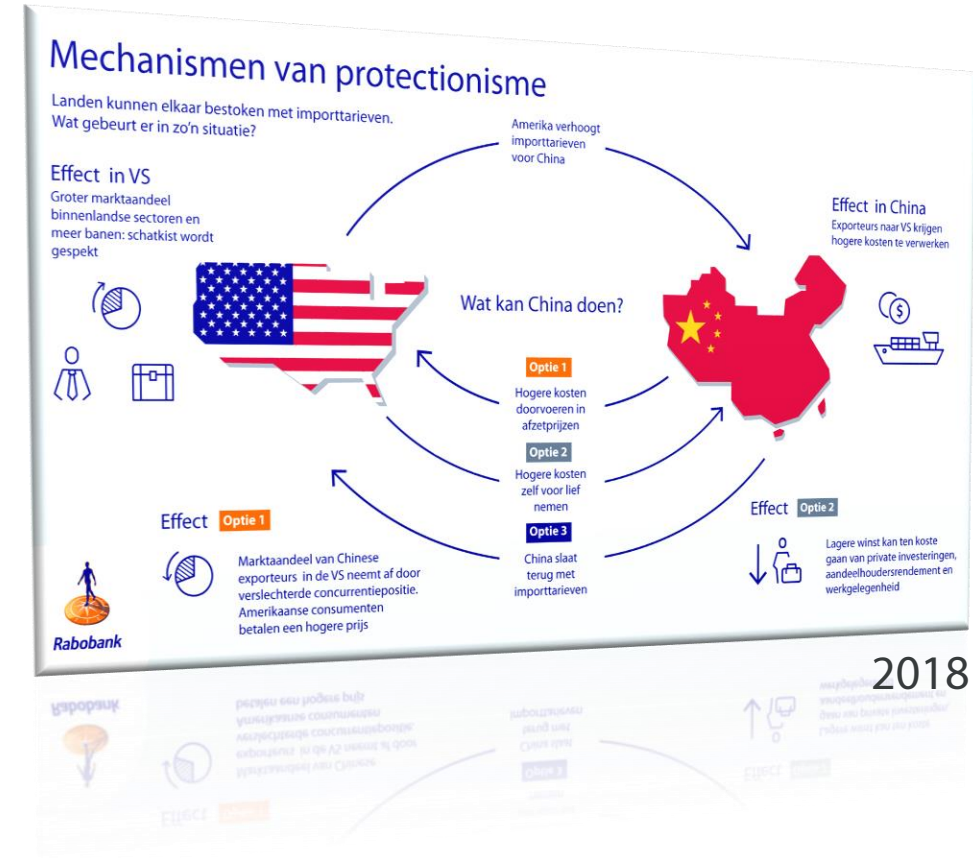 Mechanismen van protectionisme
Landen kunnen elkaar bestoken met importtarieven.
Wat gebeurt er in zo'n situatie?
Amerika verhoogt
importtarieven
voor China
Effect in VS
Groter marktaandeel
binnenlandse sectoren en
meer banen: schatkist wordt
gespekt
Effect in China
Exporteurs naar VS krijgen
hogere kosten te verwerken
$
Wat kan China doen?
Optie 1
Hogere kosten
doorvoeren in
afzetprijzen
Optie 2
Hogere kosten
zelf voor lief
nemen
Optie 3
China slaat
terug met
importtarieven
Effect Optie 1
Marktaandeel van Chinese
exporteurs in de VS neemt af door
verslechterde concurrentiepositie.
Amerikaanse consumenten
betalen een hogere prijs
Effect Optie 2
Lagere winst kan ten koste
gaan van private investeringen,
aandeelhoudersrendement en
werkgelegenheid
Rabobank
2018